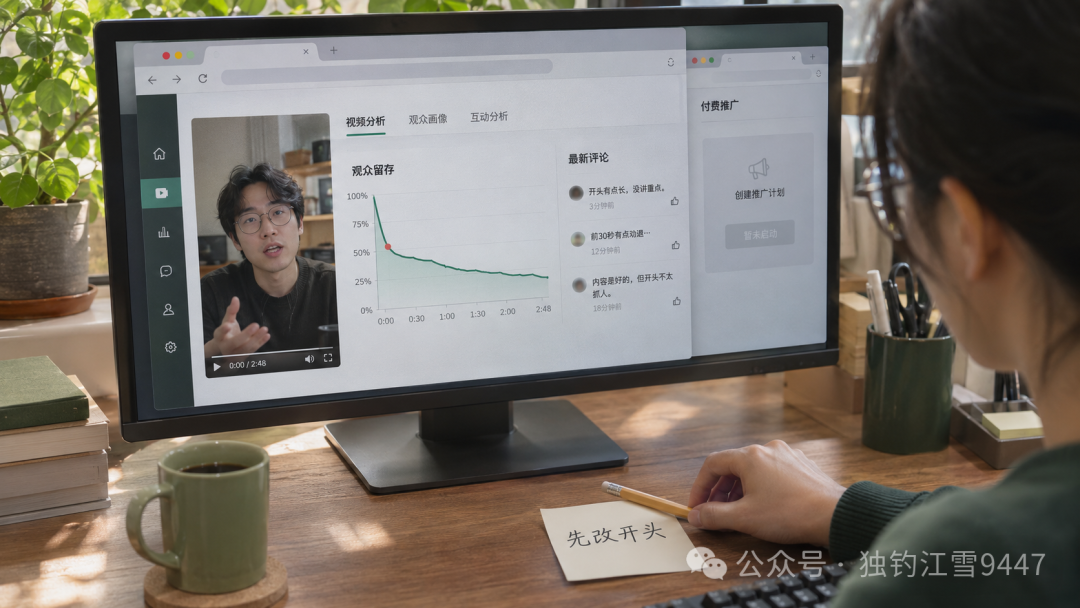 视频分析
观众画像
互动分析
观众留存
100%
75%
50%
25%
0%
0:00
0:30
1:00
1:30
2:00
2:48
0:00 / 2:48
最新评论
开头有点长，没讲重点。
3分钟前
前30秒有点动退…
12分钟前
内容是好的，但开头不太
抓人。
18分钟前
付费推广
创建推广计划
暂未启动
先改开头
公众号 · 独钓江雪9447